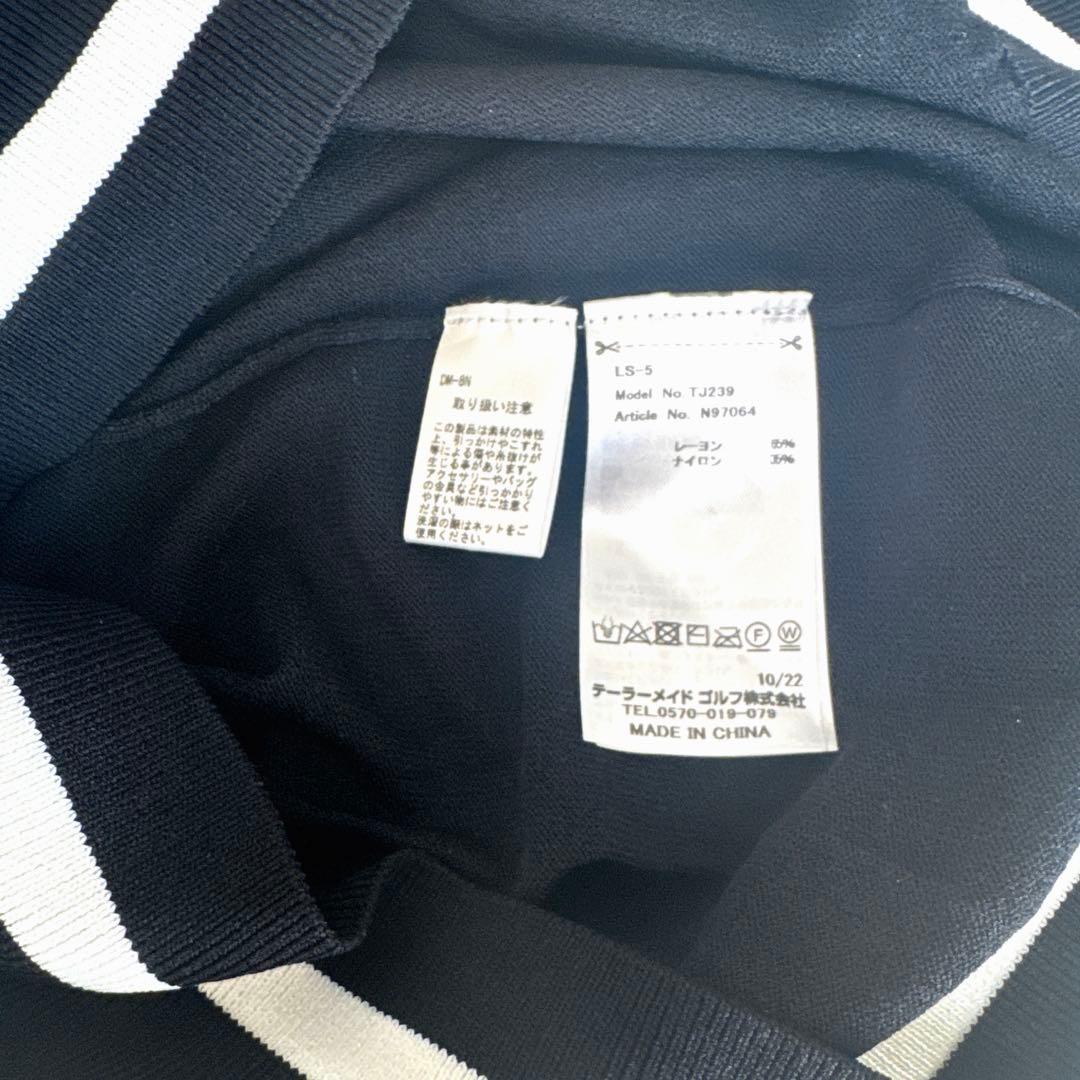 DM-8N
取り扱い注意
この製品は素材の特性
上、引っかけやこすれ
等による傷や糸抜けが
生じる事があります。
アクセサリーやバッグ
の金具など引っかかり
やすい物にはご注意く
ださい。
洗濯の際はネットをご
使用ください。
LS-5
Model No. TJ239
Article No. N97064
レーヨン 65%
ナイロン 35%
F W
10/22
テーラーメイド ゴルフ株式会社
TEL.0570-019-079
MADE IN CHINA